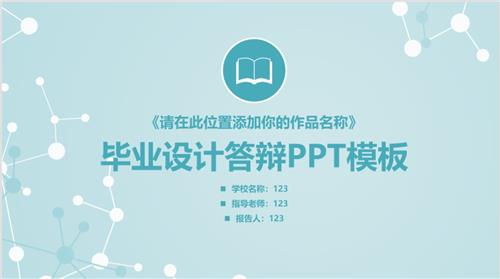 《请在此位置添加你的作品名称》
毕业设计答辩PPT模板
■ 学校名称：123
■ 指导老师：123
■ 报告人：123